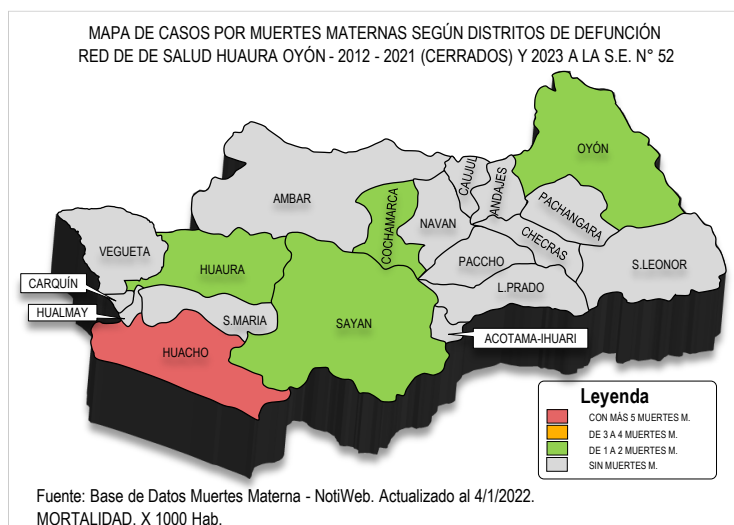 MAPA DE CASOS POR MUERTES MATERNAS SEGÚN DISTRITOS DE DEFUNCIÓN
RED DE DE SALUD HUAURA OYÓN - 2012 - 2021 (CERRADOS) Y 2023 A LA S.E. N° 52
OYÓN
CAUJUL
ANDAJES
AMBAR
COCHAMARCA
NAVAN
PACHANGARA
CHECRAS
VEGUETA
HUAURA
PACCHO
S.LEONOR
CARQUÍN
L.PRADO
HUALMAY
S.MARIA
SAYAN
ACOTAMA-IHUARI
HUACHO
Leyenda
CON MÁS 5 MUERTES M.
DE 3 A 4 MUERTES M.
DE 1 A 2 MUERTES M.
SIN MUERTES M.
Fuente: Base de Datos Muertes Materna - NotiWeb. Actualizado al 4/1/2022.
MORTALIDAD. X 1000 Hab.